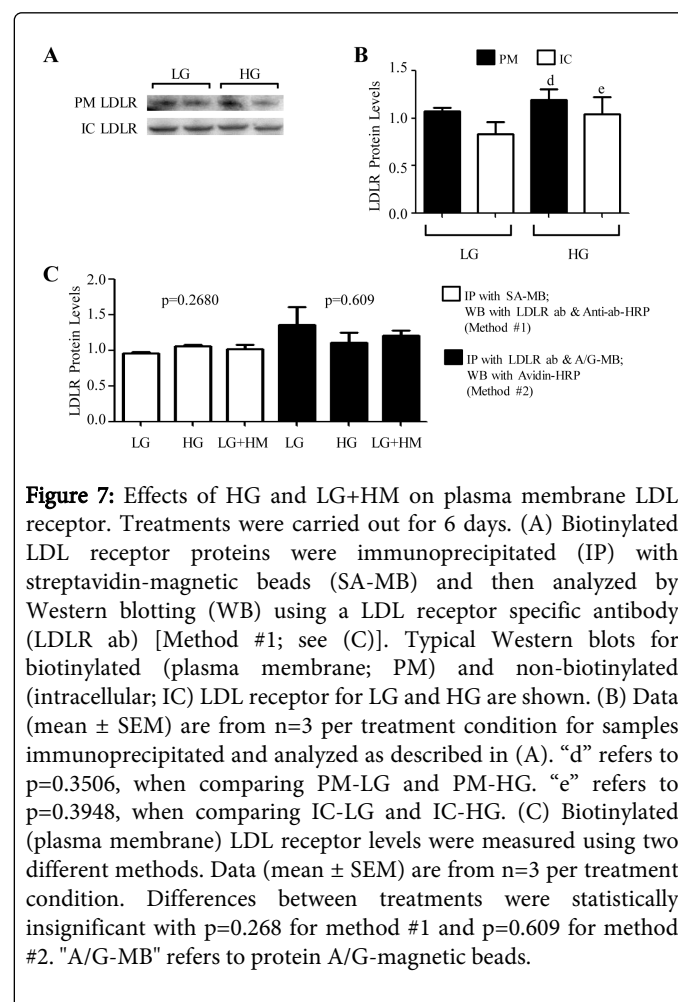 A
LG HG
PM LDLR
IC LDLR
B
PM IC
LDLR Protein Levels
1.5
1.0
0.5
0.0
d
e
LG HG
C
LDLR Protein Levels
2.0
1.5
1.0
0.5
0.0
p=0.2680 p=0.609
LG HG LG+HM LG HG LG+HM
IP with SA-MB;
WB with LDLR ab & Anti-ab-HRP
(Method #1)
IP with LDLR ab & A/G-MB;
WB with Avidin-HRP
(Method #2)
Figure 7: Effects of HG and LG+HM on plasma membrane LDL
receptor. Treatments were carried out for 6 days. (A) Biotinylated
LDL receptor proteins were immunoprecipitated (IP) with
streptavidin-magnetic beads (SA-MB) and then analyzed by
Western blotting (WB) using a LDL receptor specific antibody
(LDLR ab) [Method #1; see (C)]. Typical Western blots for
biotinylated (plasma membrane; PM) and non-biotinylated
(intracellular; IC) LDL receptor for LG and HG are shown. (B) Data
(mean ± SEM) are from n=3 per treatment condition for samples
immunoprecipitated and analyzed as described in (A). “d” refers to
p=0.3506, when comparing PM-LG and PM-HG. “e” refers to
p=0.3948, when comparing IC-LG and IC-HG. (C) Biotinylated
(plasma membrane) LDL receptor levels were measured using two
different methods. Data (mean ± SEM) are from n=3 per treatment
condition. Differences between treatments were statistically
insignificant with p=0.268 for method #1 and p=0.609 for method
#2. "A/G-MB" refers to protein A/G-magnetic beads.